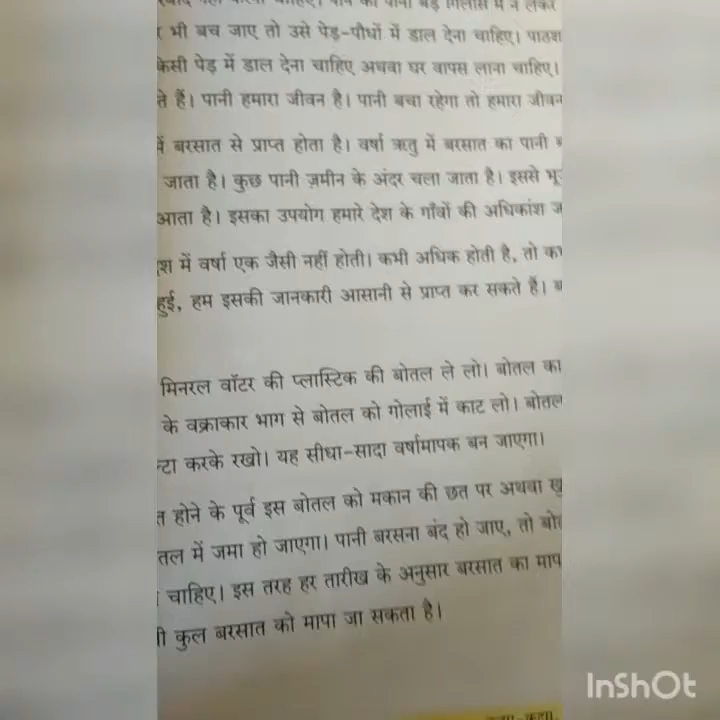 भी बच जाए तो उसे पेड़-पौधों में डाल देना चाहिए।
पेड़ में डाल देना चाहिए अथवा घर वापस लाना चाहिए।
हैं। पानी हमारा जीवन है। पानी बचा रहेगा तो हमारा जीवन
बरसात से प्राप्त होता है। वर्षा ऋतु में बरसात का पानी
जाता है। कुछ पानी ज़मीन के अंदर चला जाता है। इससे भू
आता है। इसका उपयोग हमारे देश के गाँवों की अधिकांश ज
में वर्षा एक जैसी नहीं होती। कभी अधिक होती है, तो
हुई, हम इसकी जानकारी आसानी से प्राप्त कर सकते हैं।
मिनरल वॉटर की प्लास्टिक की बोतल ले लो। बोतल का
के वक्राकार भाग से बोतल को गोलाई में काट लो। बोतल
करके रखो। यह सीधा-सादा वर्षामापक बन जाएगा।
होने के पूर्व इस बोतल को मकान की छत पर अथवा खु
तल में जमा हो जाएगा। पानी बरसना बंद हो जाए, तो
चाहिए। इस तरह हर तारीख के अनुसार बरसात का माप
कुल बरसात को मापा जा सकता है।
InShOt